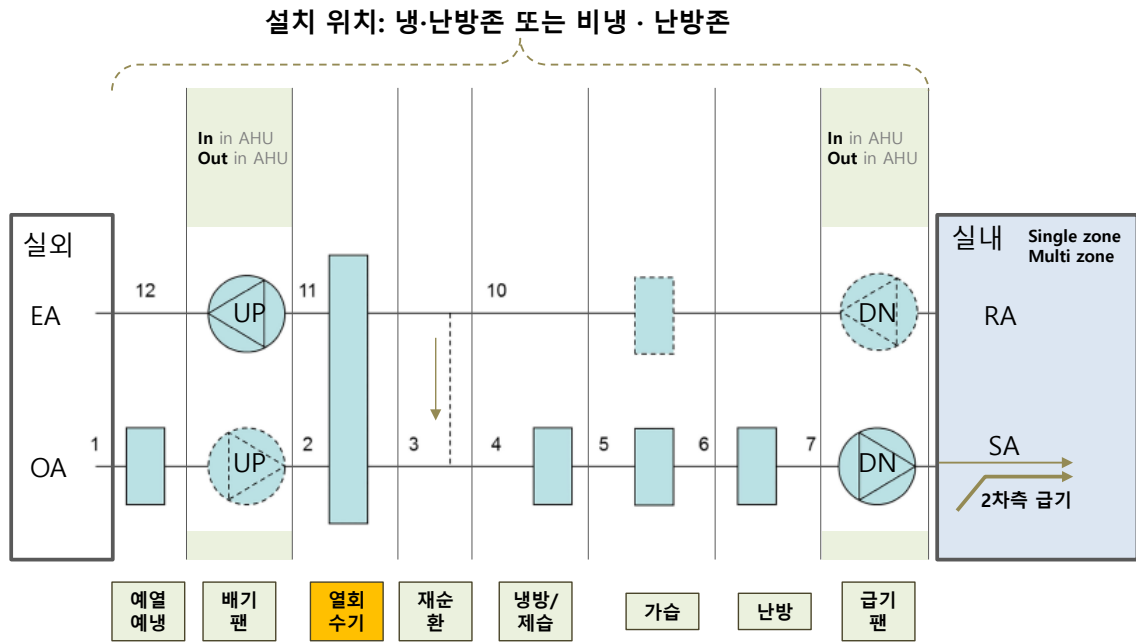 설치 위치: 냉·난방존 또는 비냉 · 난방존
In in AHU
Out in AHU
In in AHU
Out in AHU
실외
실내
Single zone
Multi zone
12
11
10
EA
UP
DN
RA
1
2
3
4
5
6
7
OA
UP
DN
SA
2차측 급기
예열
예냉
배기
팬
열회
수기
재순
환
냉방/
제습
가습
난방
급기
팬